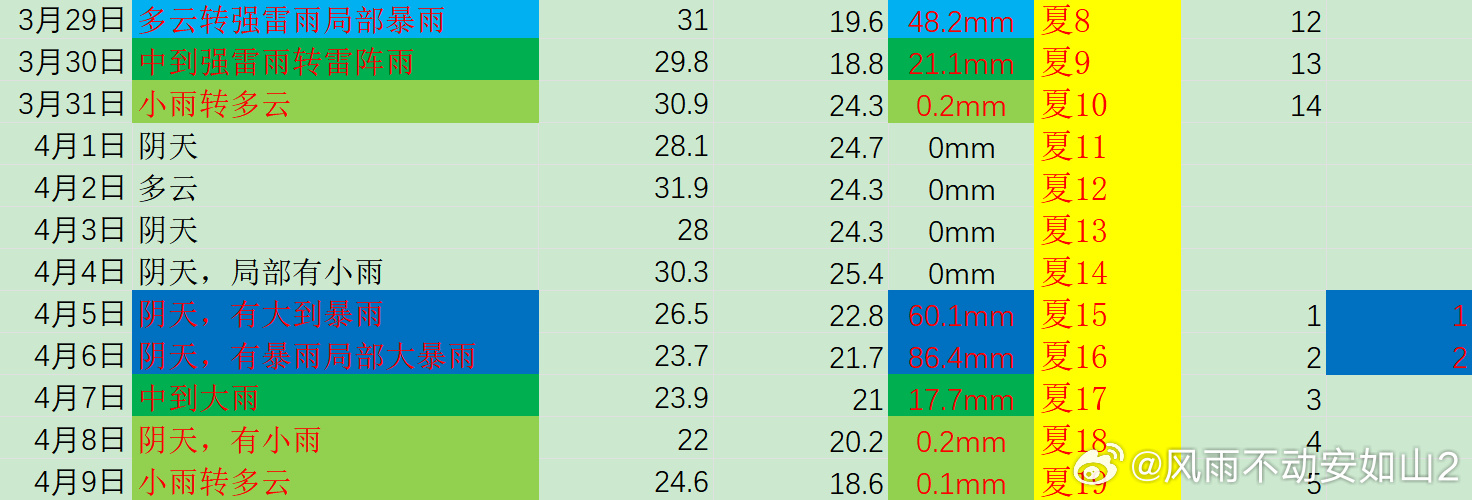 3月29日 多云转强雷雨局部暴雨 31 19.6 48.2mm 夏8 12
3月30日 中到强雷雨转雷阵雨 29.8 18.8 21.1mm 夏9 13
3月31日 小雨转多云 30.9 24.3 0.2mm 夏10 14
4月1日 阴天 28.1 24.7 0mm 夏11
4月2日 多云 31.9 24.3 0mm 夏12
4月3日 阴天 28 24.3 0mm 夏13
4月4日 阴天，局部有小雨 30.3 25.4 0mm 夏14
4月5日 阴天，有大到暴雨 26.5 22.8 60.1mm 夏15 1 1
4月6日 阴天，有暴雨局部大暴雨 23.7 21.7 86.4mm 夏16 2 2
4月7日 中到大雨 23.9 21 17.7mm 夏17 3
4月8日 阴天，有小雨 22 20.2 0.2mm 夏18 4
4月9日 小雨转多云 24.6 18.6 0.1mm 夏19 5
@风雨不动安如山2